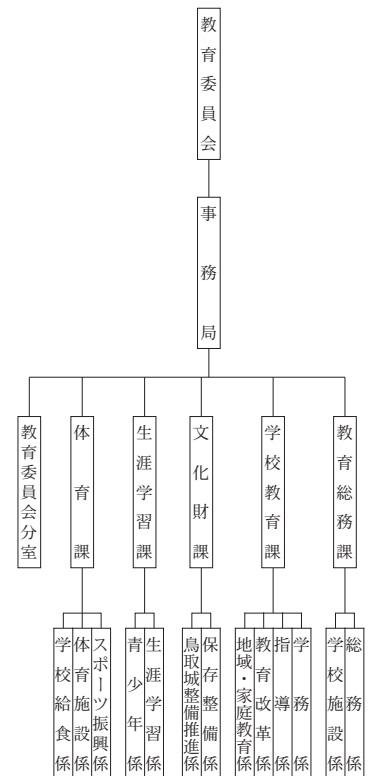 教育委員会
事務局
教育総務課
学校教育課
文化財課
生涯学習課
体育課
教育委員会分室
総務係
学校施設係
学務係
指導係
教育改革係
地域・家庭教育係
保存整備係
鳥取城整備推進係
生涯学習係
青少年係
スポーツ振興係
体育施設係
学校給食係